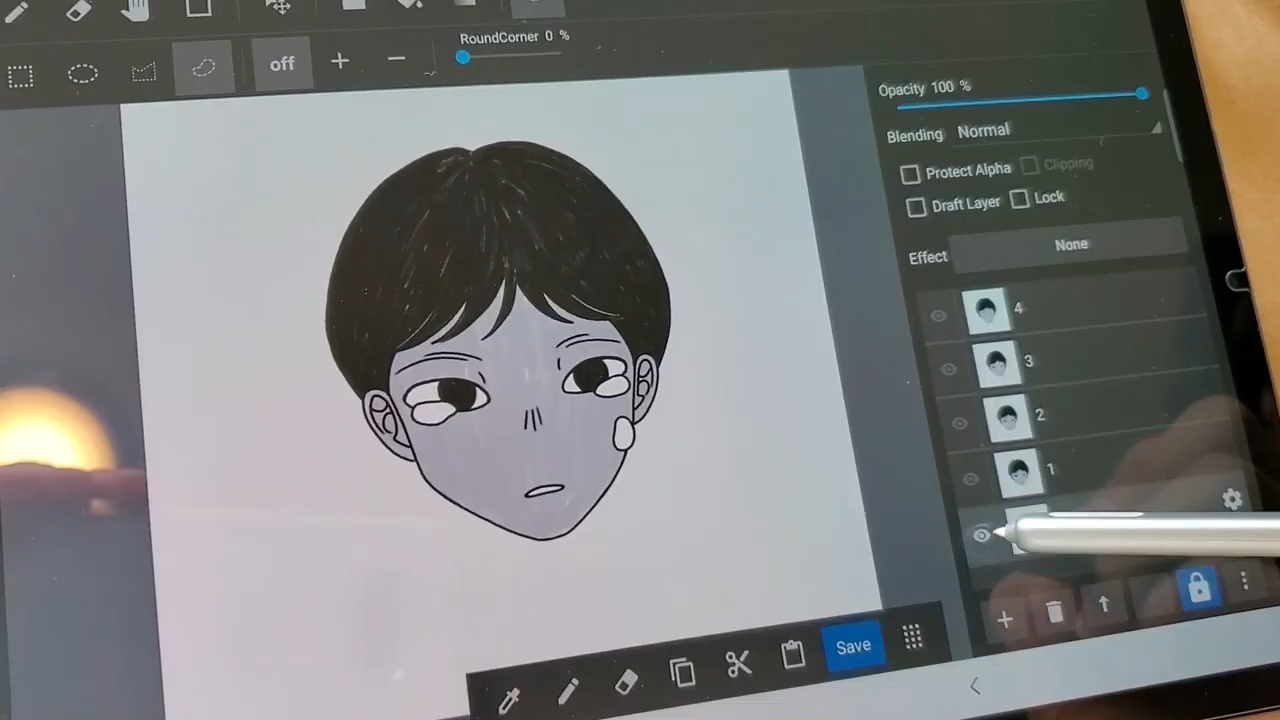 off
RoundCorner 0 %
Opacity 100 %
Blending Normal
Protect Alpha Clipping
Draft Layer Lock
Effect None
4
3
2
1
Save